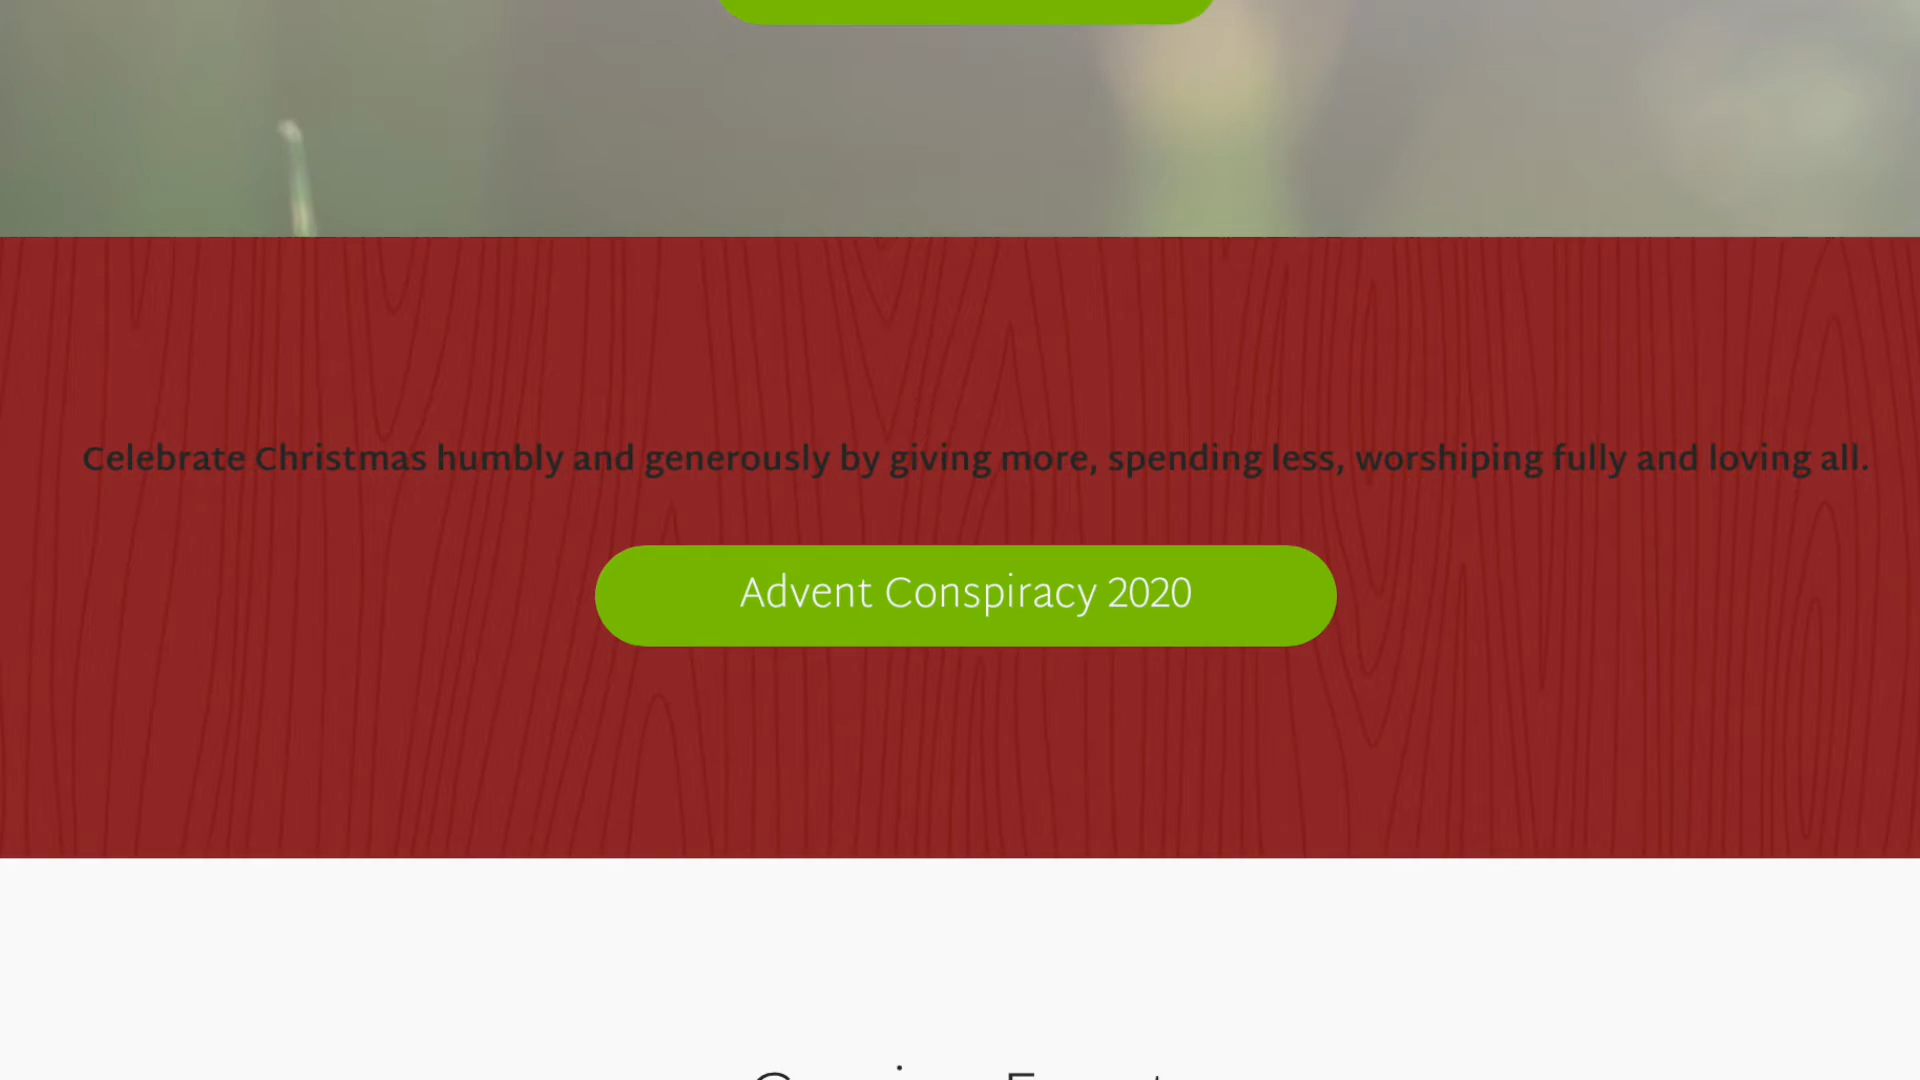 Celebrate Christmas humbly and generously by giving more, spending less, worshiping fully and loving all.
Advent Conspiracy 2020